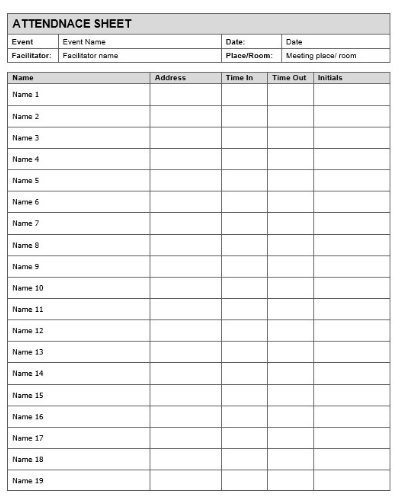 ATTENDNACE SHEET
Event Event Name Date: Date
Facilitator: Facilitator name Place/Room: Meeting place/ room
Name Address Time In Time Out Initials
Name 1
Name 2
Name 3
Name 4
Name 5
Name 6
Name 7
Name 8
Name 9
Name 10
Name 11
Name 12
Name 13
Name 14
Name 15
Name 16
Name 17
Name 18
Name 19